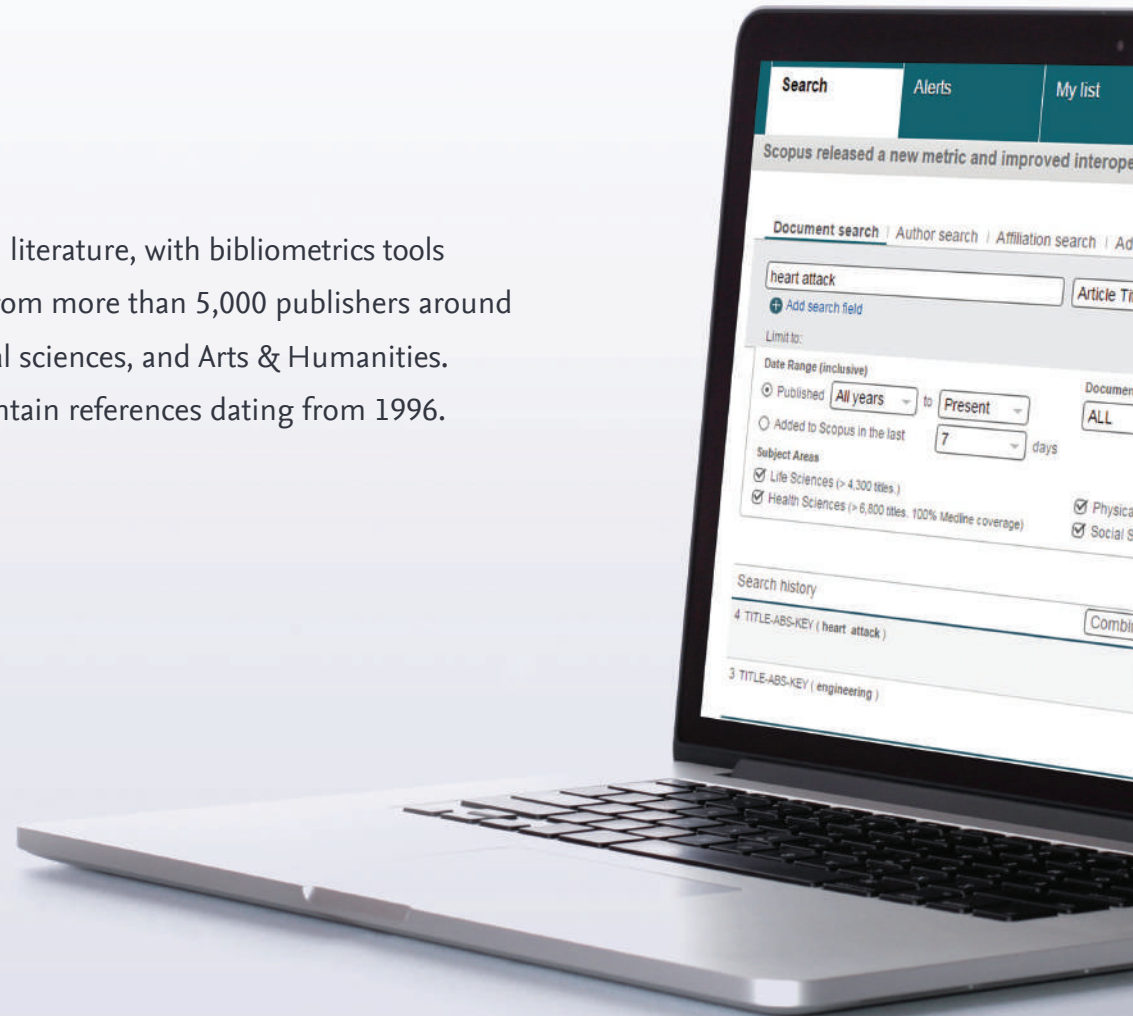 literature, with bibliometrics tools
om more than 5,000 publishers around
al sciences, and Arts & Humanities.
ntain references dating from 1996.
Search Alerts My list
Scopus released a new metric and improved interope
Document search | Author search | Affiliation search | Ad
heart attack Article Tit
Add search field
Limit to:
Date Range (inclusive)
Published All years to Present
Added to Scopus in the last 7 days
Document
ALL
Subject Areas
Life Sciences (> 4,300 titles.)
Health Sciences (> 6,800 titles. 100% Medline coverage)
Physica
Social S
Search history
Combin
4 TITLE-ABS-KEY ( heart attack )
3 TITLE-ABS-KEY ( engineering )